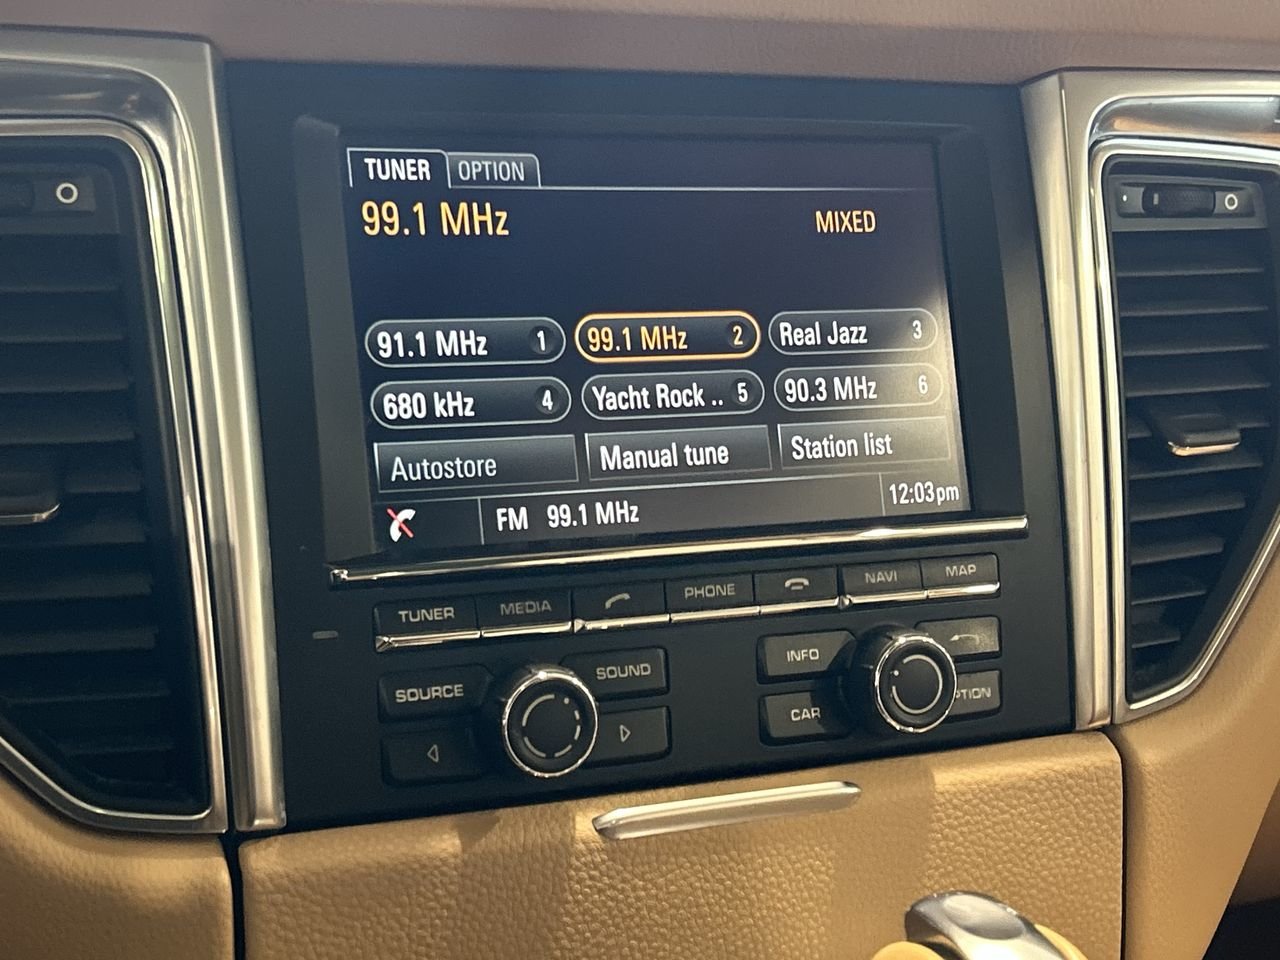 TUNER OPTION
99.1 MHz MIXED
91.1 MHz 1 99.1 MHz 2 Real Jazz 3
680 kHz 4 Yacht Rock .. 5 90.3 MHz 6
Autostore Manual tune Station list
FM 99.1 MHz 12:03pm
TUNER MEDIA PHONE NAVI MAP
SOURCE SOUND INFO
CAR PTION